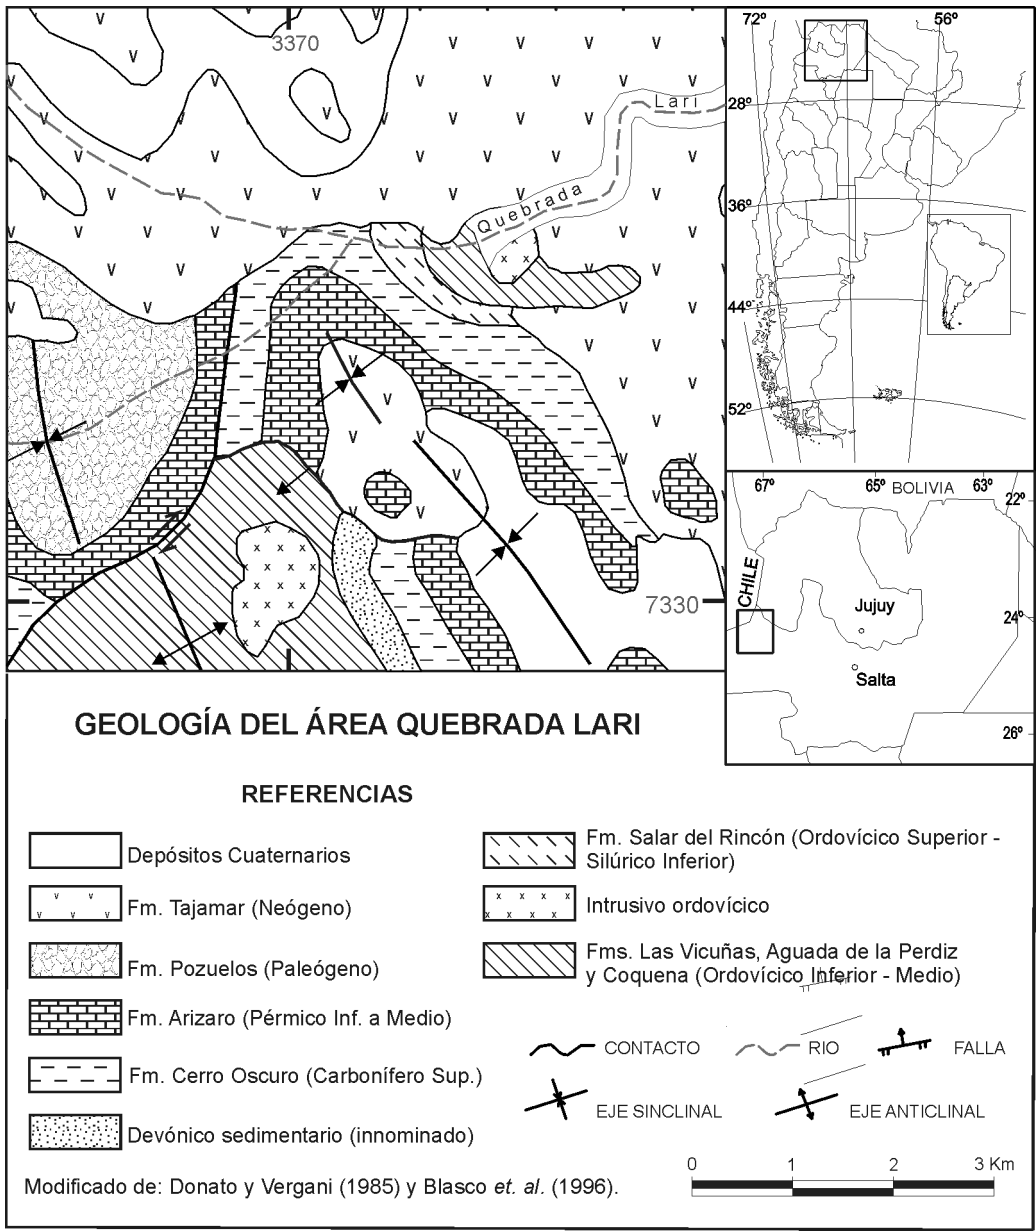 3370
Lari
Quebrada
7330
72º
56º
28º
36º
44º
52º
67º
65º
BOLIVIA
63º
22º
CHILE
Jujuy
24º
Salta
26º
GEOLOGÍA DEL ÁREA QUEBRADA LARI
REFERENCIAS
Depósitos Cuaternarios
Fm. Tajamar (Neógeno)
Fm. Pozuelos (Paleógeno)
Fm. Arizaro (Pérmico Inf. a Medio)
Fm. Cerro Oscuro (Carbonífero Sup.)
Devónico sedimentario (innominado)
Fm. Salar del Rincón (Ordovícico Superior -
Silúrico Inferior)
Intrusivo ordovícico
Fms. Las Vicuñas, Aguada de la Perdiz
y Coquena (Ordovícico Inferior - Medio)
CONTACTO
RIO
FALLA
EJE SINCLINAL
EJE ANTICLINAL
0 1 2 3 Km
Modificado de: Donato y Vergani (1985) y Blasco et. al. (1996).